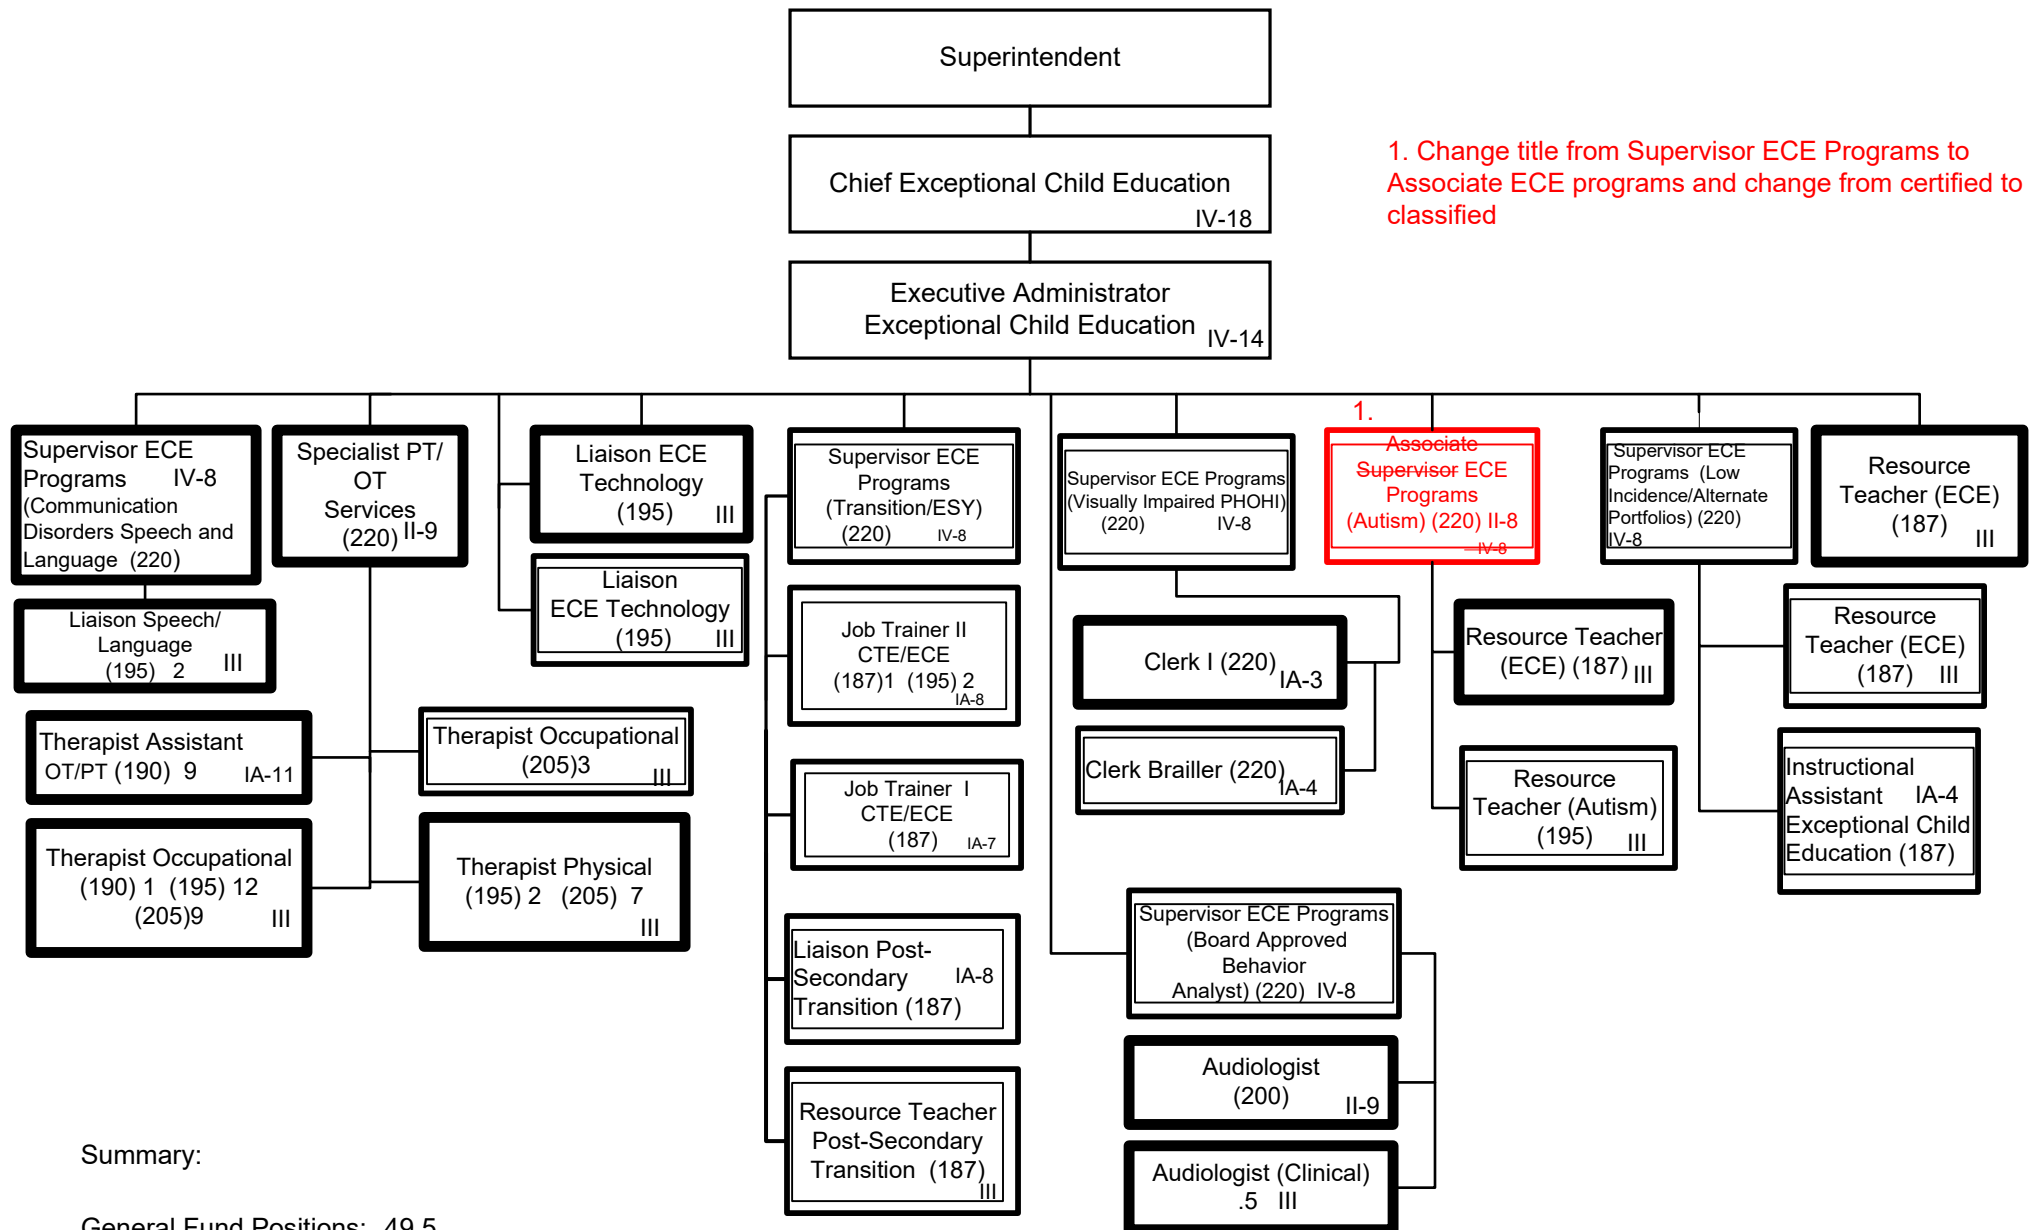 Superintendent
Chief Exceptional Child Education
IV-18
1. Change title from Supervisor ECE Programs to
Associate ECE programs and change from certified to
classified
Executive Administrator
Exceptional Child Education
IV-14
1.
Supervisor ECE
Programs IV-8
(Communication
Disorders Speech and
Language (220)
Specialist PT/
OT
Services
(220) II-9
Liaison ECE
Technology
(195) III
Supervisor ECE
Programs
(Transition/ESY)
(220) IV-8
Supervisor ECE Programs
(Visually Impaired PHOHI)
(220) IV-8
Associate
Supervisor ECE
Programs
(Autism) (220) II-8
IV-8
Supervisor ECE
Programs (Low
Incidence/Alternate
Portfolios) (220)
IV-8
Resource
Teacher (ECE)
(187) III
Liaison Speech/
Language
(195) 2 III
Liaison
ECE Technology
(195) III
Job Trainer II
CTE/ECE
(187)1 (195) 2
IA-8
Clerk I (220)
IA-3
Resource Teacher
(ECE) (187) III
Resource
Teacher (ECE)
(187) III
Therapist Assistant
OT/PT (190) 9 IA-11
Therapist Occupational
(205)3
III
Job Trainer I
CTE/ECE
(187) IA-7
Clerk Brailler (220)
IA-4
Resource
Teacher (Autism)
(195) III
Instructional
Assistant IA-4
Exceptional Child
Education (187)
Therapist Occupational
(190) 1 (195) 12
(205)9 III
Therapist Physical
(195) 2 (205) 7
III
Liaison Post-
Secondary IA-8
Transition (187)
Supervisor ECE Programs
(Board Approved
Behavior
Analyst) (220) IV-8
Resource Teacher
Post-Secondary
Transition (187)
III
Audiologist
(200)
II-9
Audiologist (Clinical)
.5 III
Summary:
General Fund Positions: 49.5